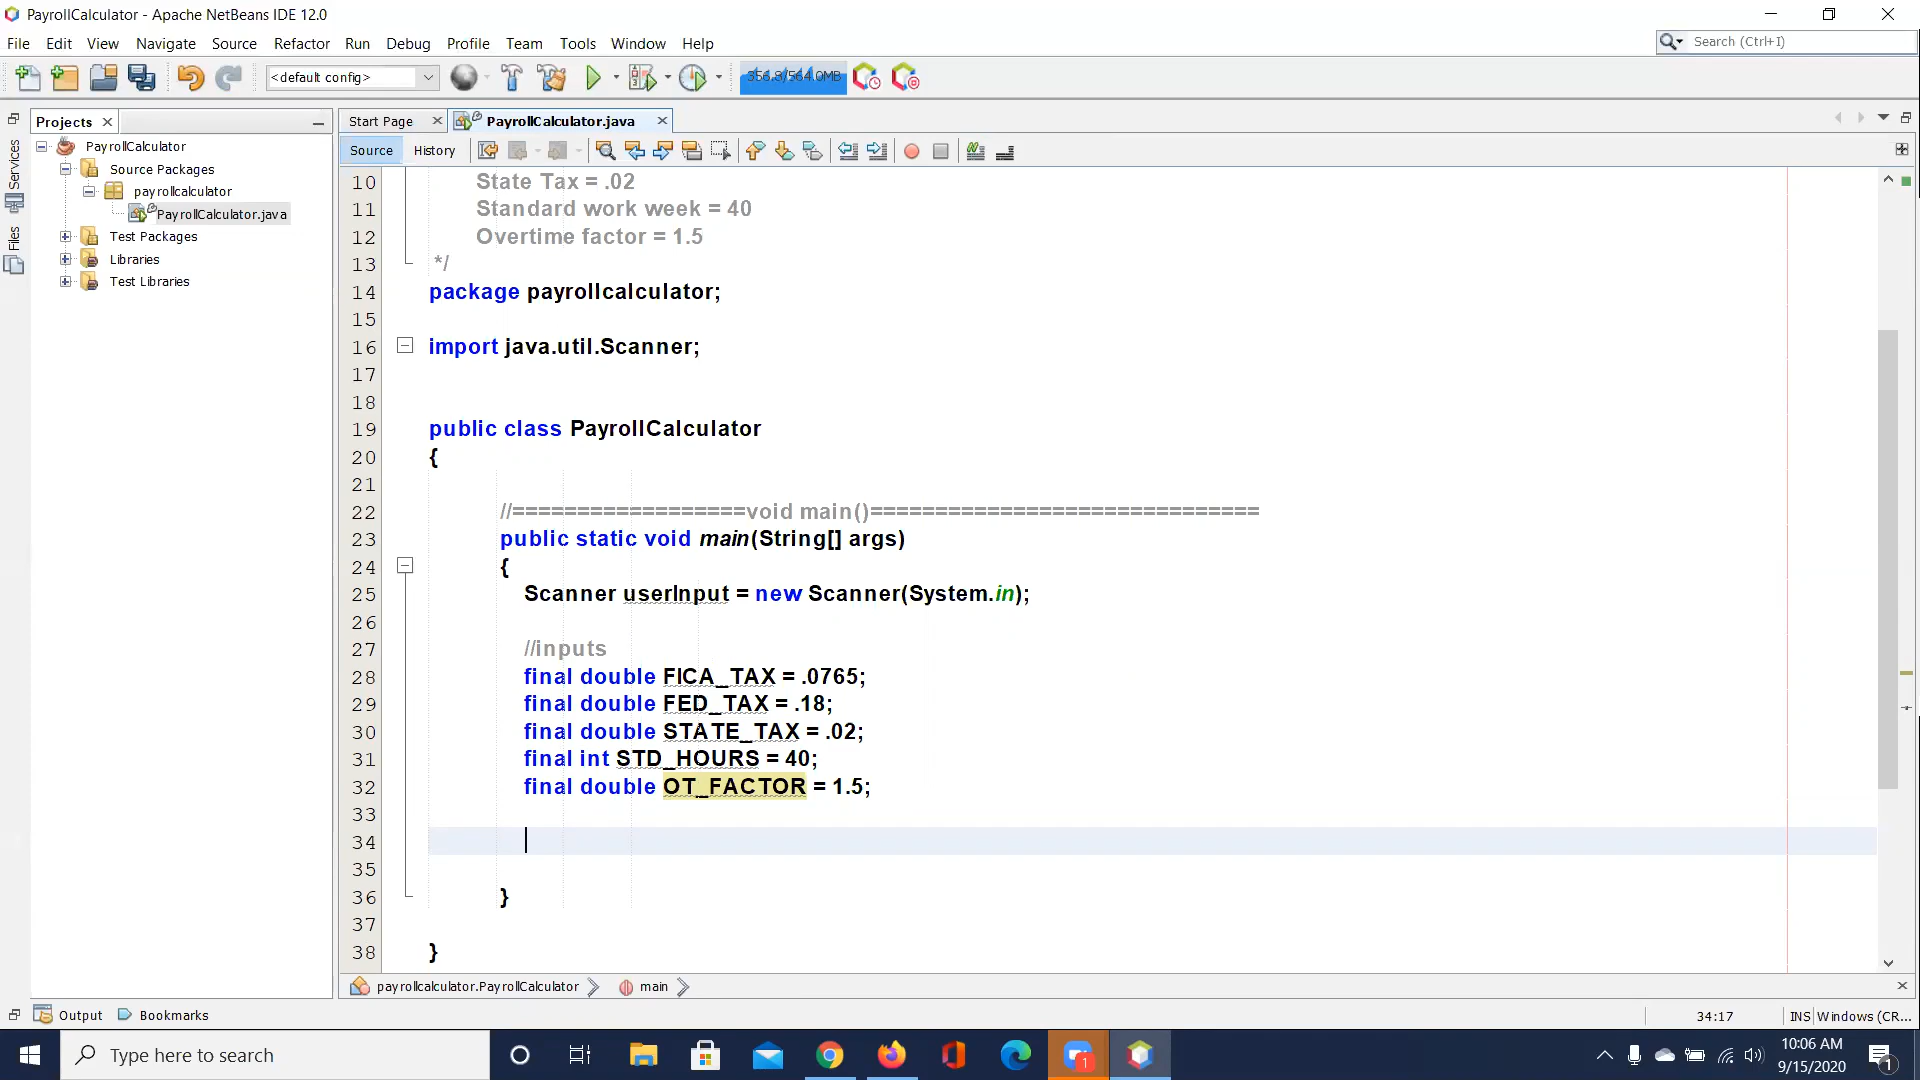 PayrollCalculator - Apache NetBeans IDE 12.0
File Edit View Navigate Source Refactor Run Debug Profile Team Tools Window Help
Search (Ctrl+I)
<default config>
356.8/564.0MB
Projects
Start Page
PayrollCalculator.java
Services
Files
PayrollCalculator
Source Packages
payrollcalculator
PayrollCalculator.java
Test Packages
Libraries
Test Libraries
Source History
10 State Tax = .02
11 Standard work week = 40
12 Overtime factor = 1.5
13 */
14 package payrollcalculator;
15
16 import java.util.Scanner;
17
18
19 public class PayrollCalculator
20 {
21
22 //==================void main()==============================
23 public static void main(String[] args)
24 {
25 Scanner userInput = new Scanner(System.in);
26
27 //inputs
28 final double FICA_TAX = .0765;
29 final double FED_TAX = .18;
30 final double STATE_TAX = .02;
31 final int STD_HOURS = 40;
32 final double OT_FACTOR = 1.5;
33
34
35
36 }
37
38 }
payrollcalculator.PayrollCalculator main
Output Bookmarks
34:17 INS Windows (CR...
Type here to search
1
10:06 AM
9/15/2020
1